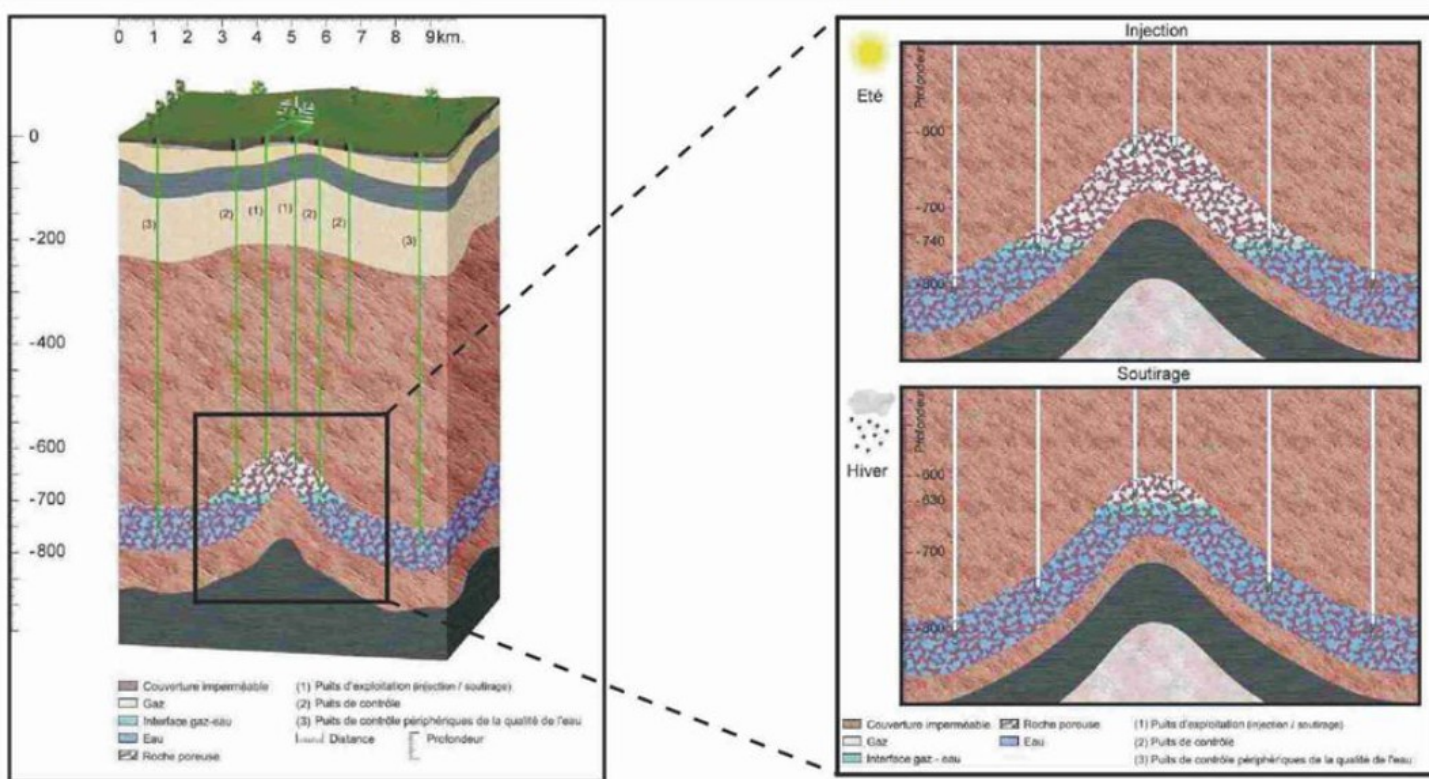 0 1 2 3 4 5 6 7 8 9km.
0
-200
-400
-600
-700
-800
(3)
(2)
(1)
(1)
(2)
(2)
(3)
Couverture imperméable
Gaz
Interface gaz-eau
Eau
Roche poreuse
(1) Puits d'exploitation (injection / soutirage)
(2) Puits de contrôle
(3) Puits de contrôle périphériques de la qualité de l'eau
Distance
Profondeur
Injection
Eté
Profondeur
-600
-700
-740
-800
Soutirage
Hiver
Profondeur
-600
-630
-700
-800
Couverture imperméable
Gaz
Interface gaz - eau
Roche poreuse
Eau
(1) Puits d'exploitation (injection / soutirage)
(2) Puits de contrôle
(3) Puits de contrôle périphériques de la qualité de l'eau